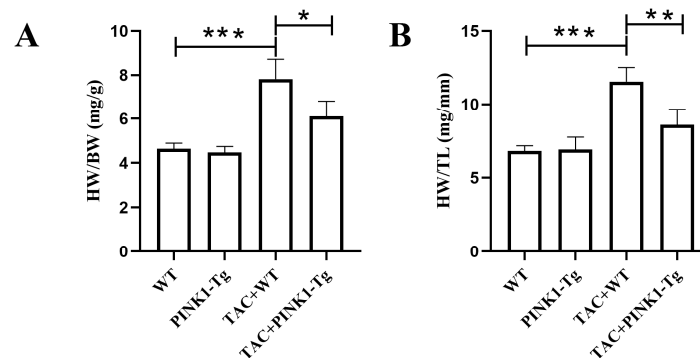 A
HW/BW (mg/g)
10
8
6
4
2
0
***
*
WT
PINK1-Tg
TAC+WT
TAC+PINK1-Tg
B
HW/TL (mg/mm)
15
10
5
0
***
**
WT
PINK1-Tg
TAC+WT
TAC+PINK1-Tg